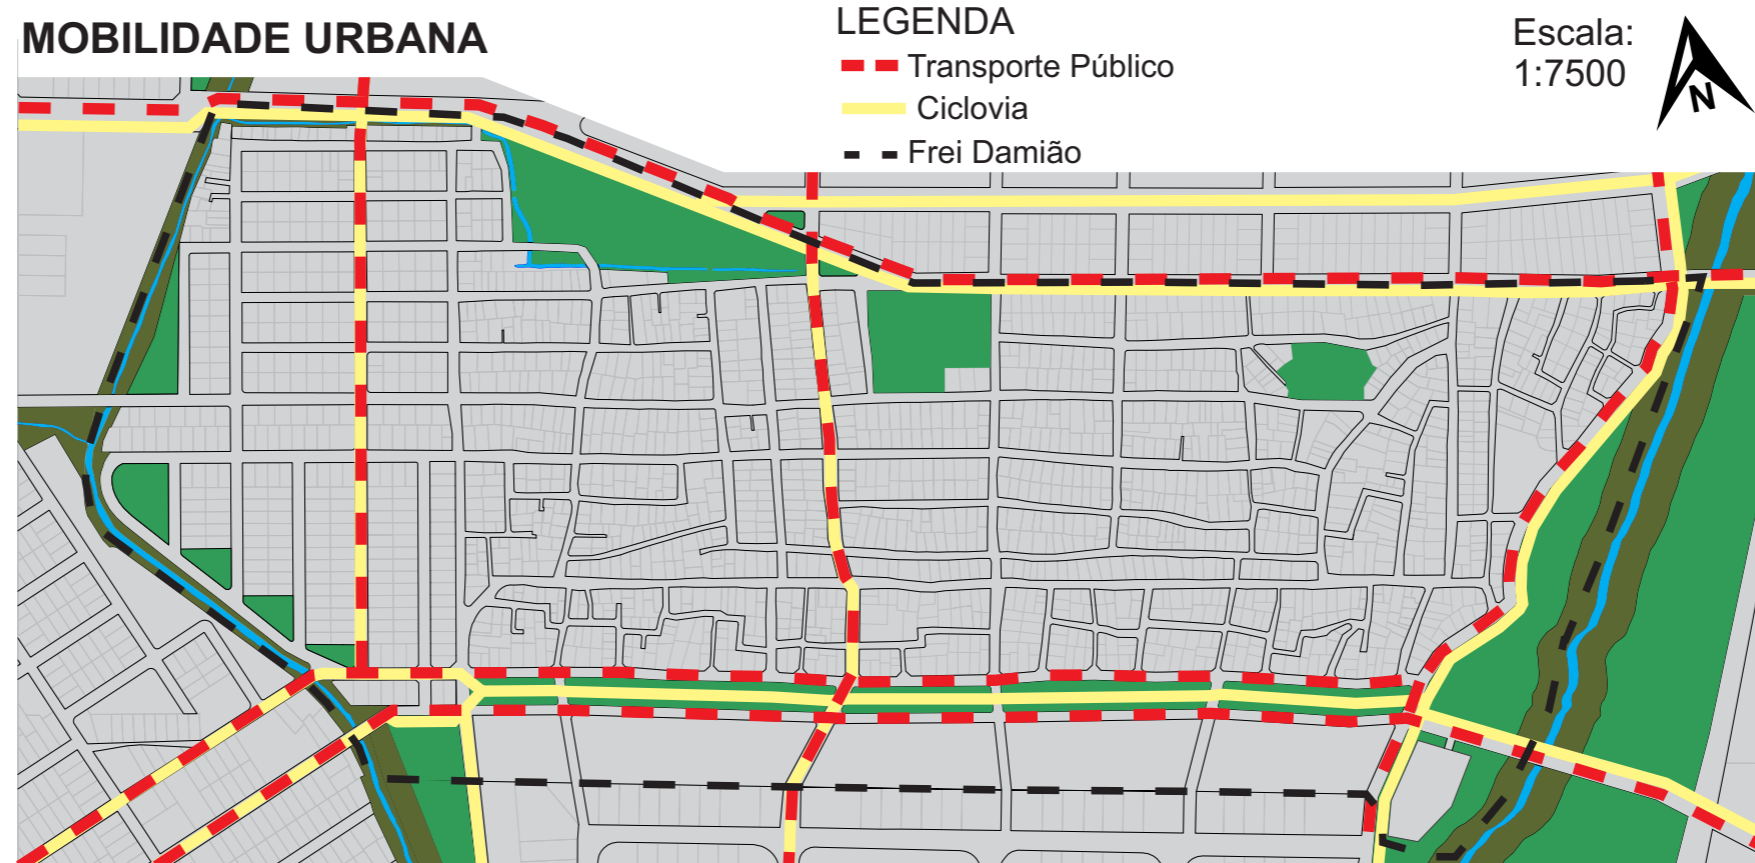 MOBILIDADE URBANA
LEGENDA
Transporte Público
Ciclovia
Frei Damião
Escala:
1:7500
N